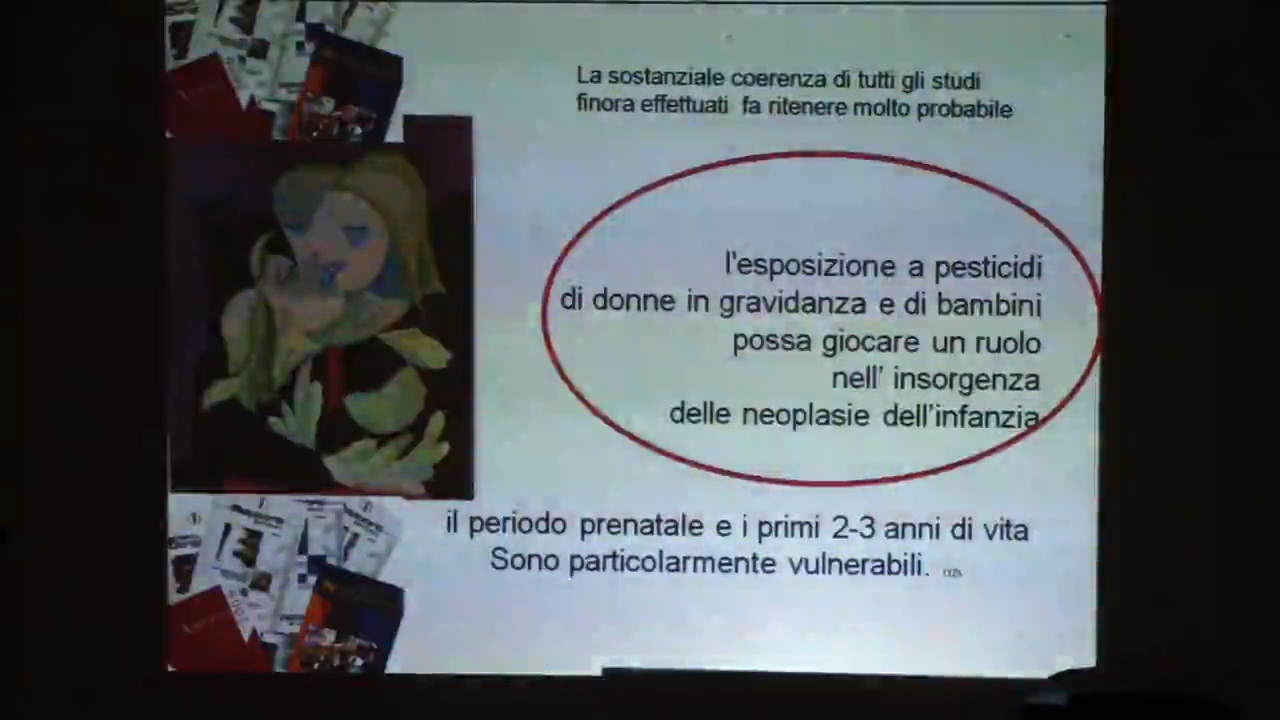 La sostanziale coerenza di tutti gli studi
finora effettuati fa ritenere molto probabile
l'esposizione a pesticidi
di donne in gravidanza e di bambini
possa giocare un ruolo
nell' insorgenza
delle neoplasie dell'infanzia
il periodo prenatale e i primi 2-3 anni di vita
Sono particolarmente vulnerabili.